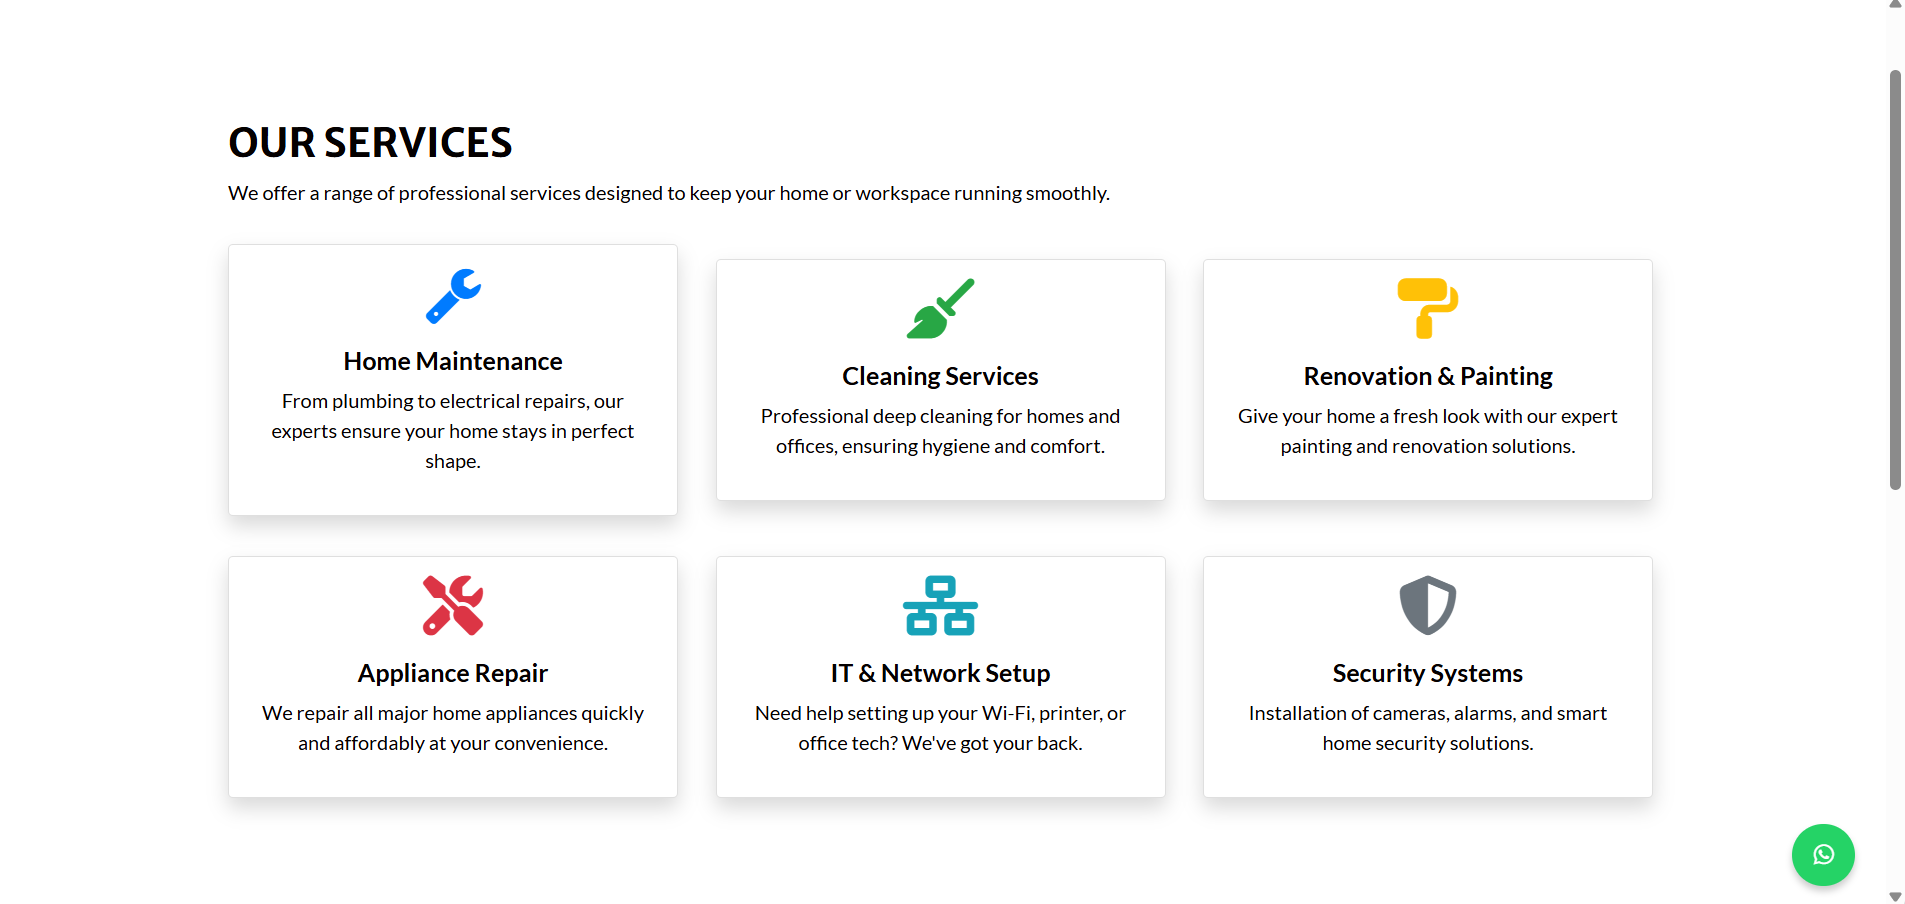 OUR SERVICES
We offer a range of professional services designed to keep your home or workspace running smoothly.
Home Maintenance
From plumbing to electrical repairs, our
experts ensure your home stays in perfect
shape.
Cleaning Services
Professional deep cleaning for homes and
offices, ensuring hygiene and comfort.
Renovation & Painting
Give your home a fresh look with our expert
painting and renovation solutions.
Appliance Repair
We repair all major home appliances quickly
and affordably at your convenience.
IT & Network Setup
Need help setting up your Wi-Fi, printer, or
office tech? We've got your back.
Security Systems
Installation of cameras, alarms, and smart
home security solutions.